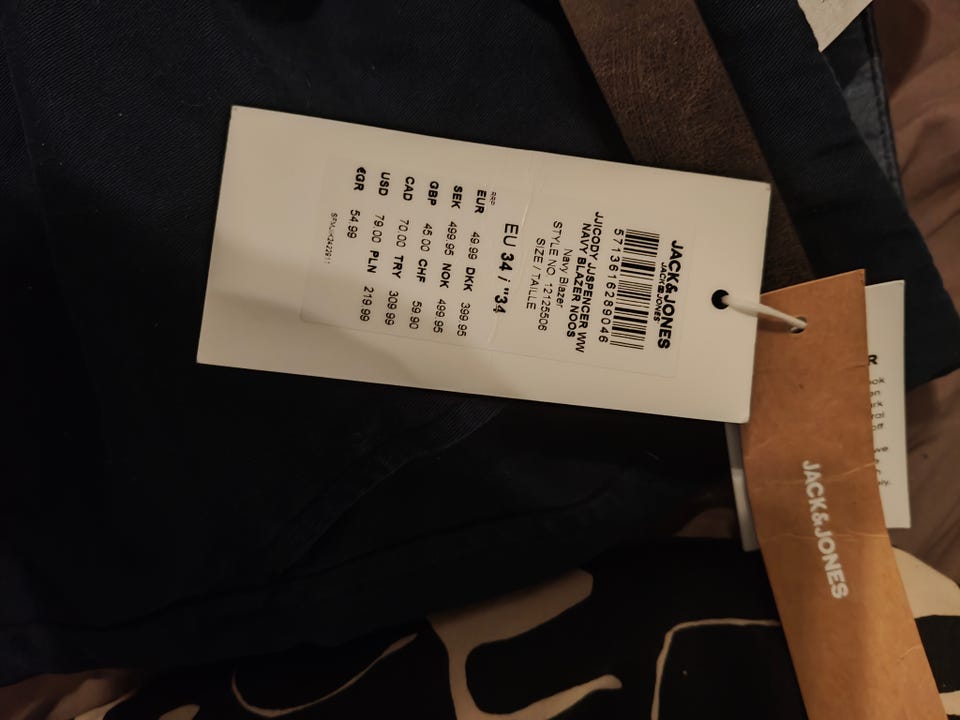 JACK&JONES
JACK&JONES
5713616289046
JJICODY JJSPENCER WW
NAVY BLAZER NOOS
Navy Blazer
STYLE NO. 12125506
SIZE / TAILLE
EU 34 / "34
RRP
EUR 49.99 DKK 399.95
SEK 499.95 NOK 499.95
GBP 45.00 CHF 59.90
CAD 70.00 TRY 309.99
USD 79.00 PLN 219.99
€GR 54.99
JACK&JONES
R